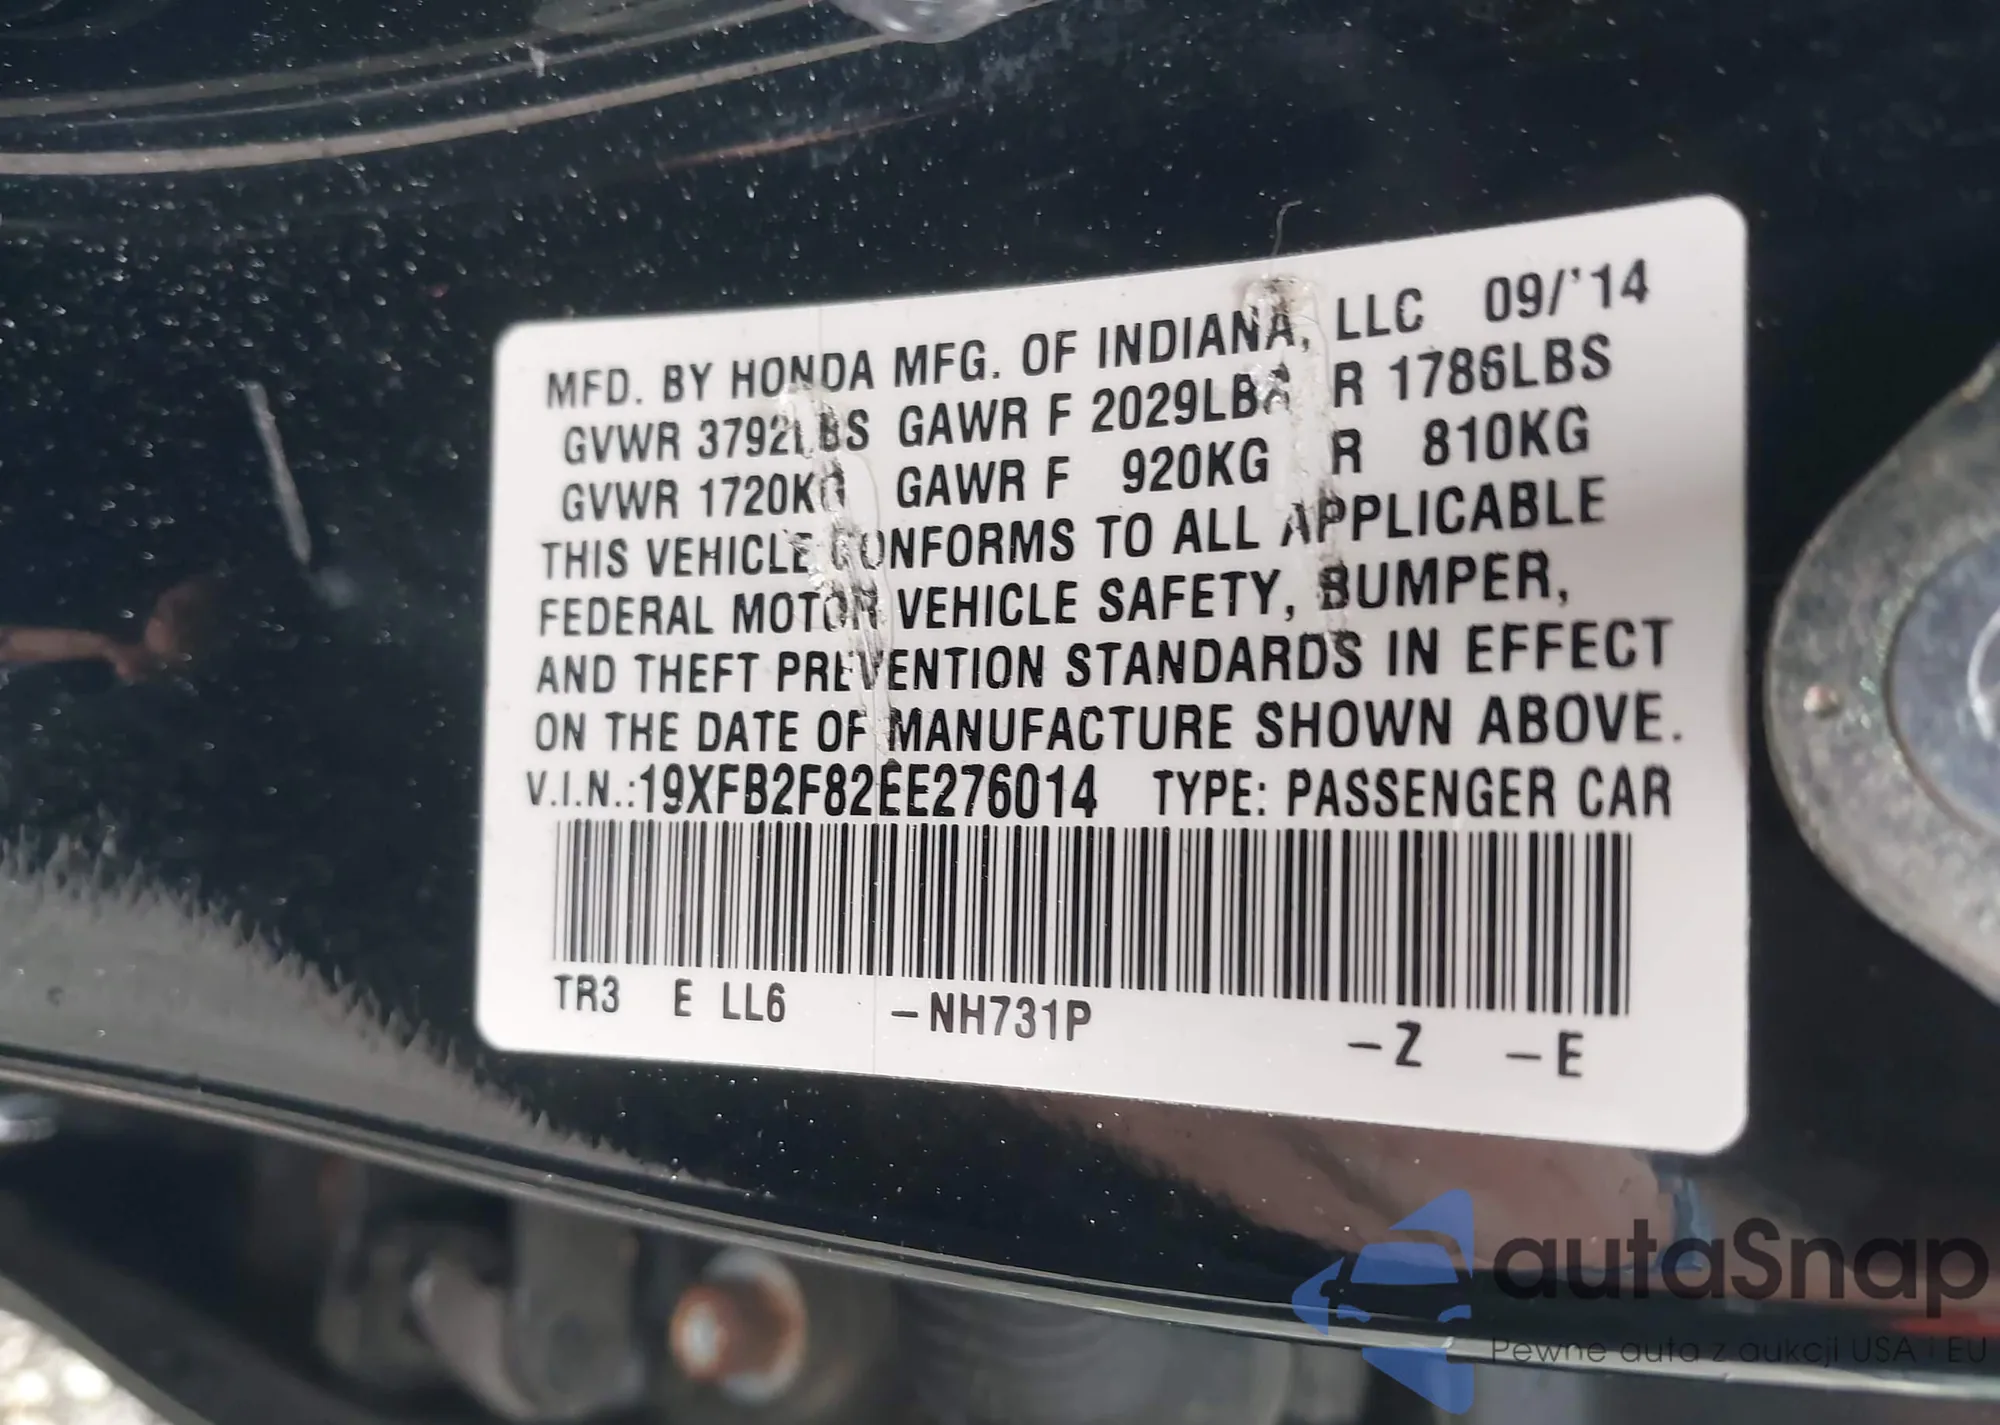 MFD. BY HONDA MFG. OF INDIANA, LLC 09/'14
GVWR 3792LBS GAWR F 2029LBS R 1786LBS
GVWR 1720KG GAWR F 920KG R 810KG
THIS VEHICLE CONFORMS TO ALL APPLICABLE
FEDERAL MOTOR VEHICLE SAFETY, BUMPER,
AND THEFT PREVENTION STANDARDS IN EFFECT
ON THE DATE OF MANUFACTURE SHOWN ABOVE.
V.I.N.:19XFB2F82EE276014 TYPE: PASSENGER CAR
TR3 E LL6 –NH731P –Z –E
autaSnap
Pewne auta z aukcji USA i EU